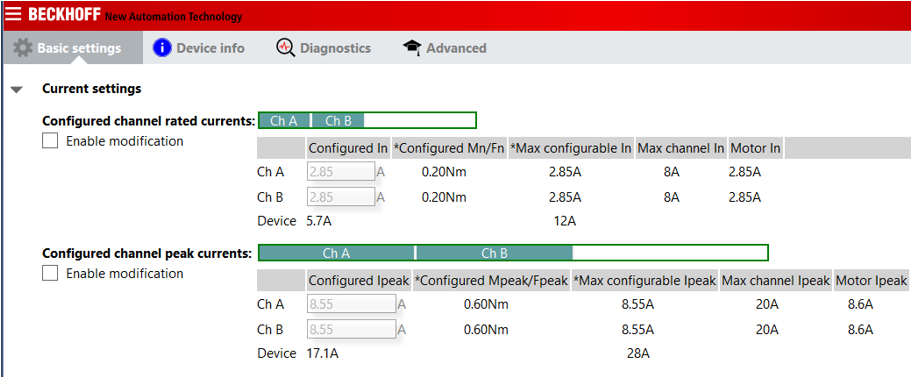 BECKHOFF New Automation Technology
Basic settings Device info Diagnostics Advanced
Current settings
Configured channel rated currents: Ch A Ch B
Enable modification
Configured In *Configured Mn/Fn *Max configurable In Max channel In Motor In
Ch A 2.85 A 0.20Nm 2.85A 8A 2.85A
Ch B 2.85 A 0.20Nm 2.85A 8A 2.85A
Device 5.7A 12A
Configured channel peak currents: Ch A Ch B
Enable modification
Configured Ipeak *Configured Mpeak/Fpeak *Max configurable Ipeak Max channel Ipeak Motor Ipeak
Ch A 8.55 A 0.60Nm 8.55A 20A 8.6A
Ch B 8.55 A 0.60Nm 8.55A 20A 8.6A
Device 17.1A 28A